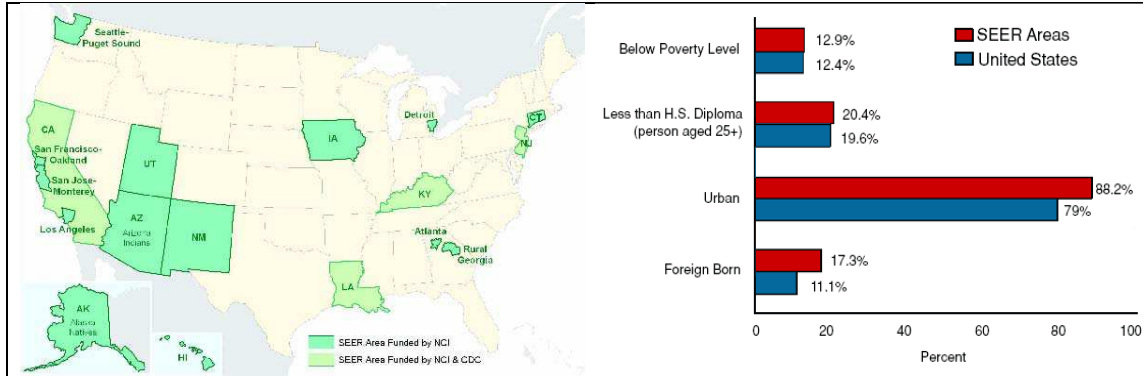 Seattle-
Puget Sound
CA
San Francisco-
Oakland
San Jose-
Monterey
Los Angeles
UT
AZ
Arizona
Indians
NM
IA
Detroit
CT
NJ
KY
Atlanta
Rural
Georgia
LA
AK
Alaska
Natives
HI
SEER Area Funded by NCI
SEER Area Funded by NCI & CDC
SEER Areas
United States
Below Poverty Level
12.9%
12.4%
Less than H.S. Diploma
(person aged 25+)
20.4%
19.6%
Urban
88.2%
79%
Foreign Born
17.3%
11.1%
0 20 40 60 80 100
Percent